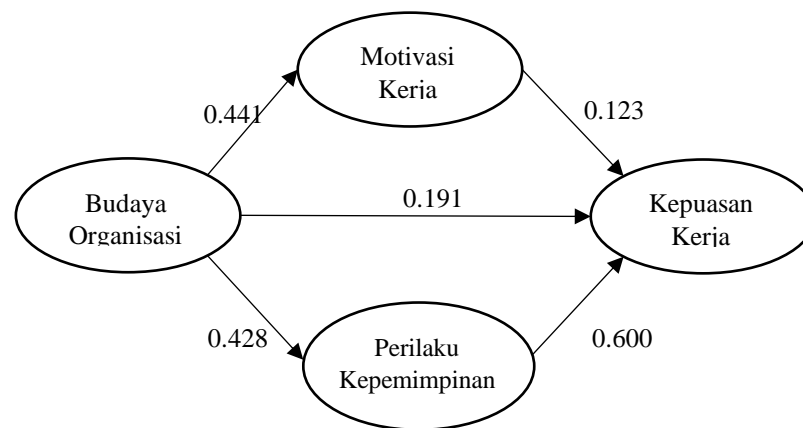 Motivasi
Kerja
0.441
0.123
Budaya
Organisasi
0.191
Kepuasan
Kerja
0.428
Perilaku
Kepemimpinan
0.600